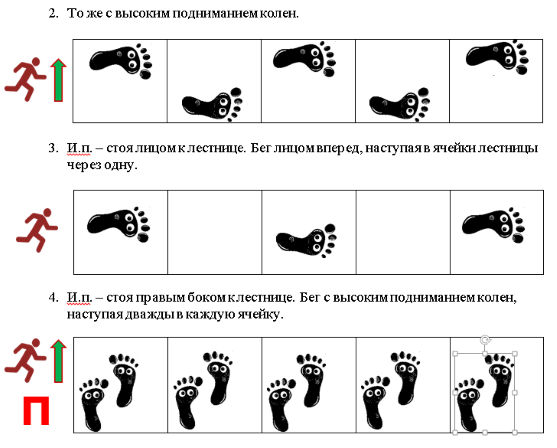 2. То же с высоким подниманием колен.
3. И.п. – стоя лицом к лестнице. Бег лицом вперед, наступая в ячейки лестницы
через одну.
4. И.п. – стоя правым боком к лестнице. Бег с высоким подниманием колен,
наступая дважды в каждую ячейку.
П